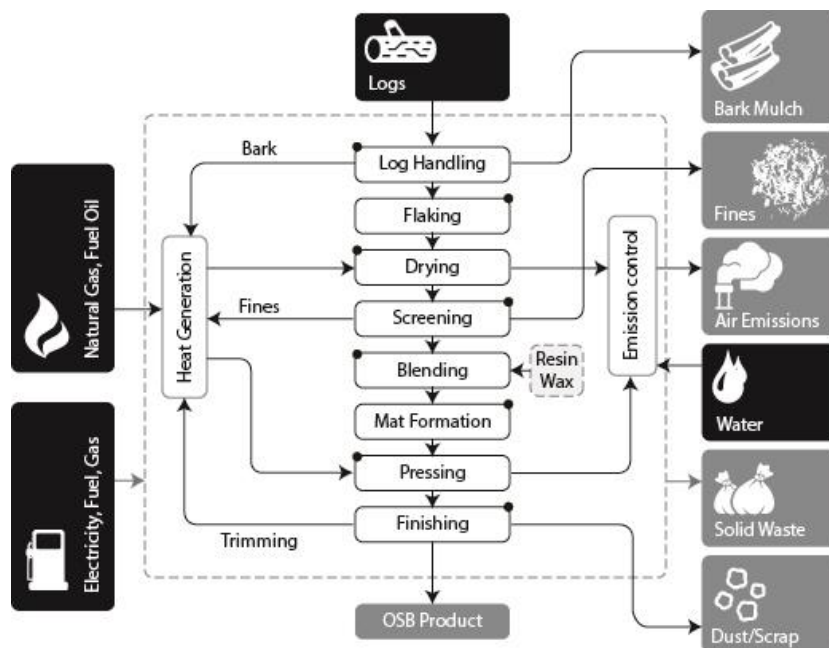 Logs
Bark Mulch
Bark
Log Handling
Natural Gas, Fuel Oil
Flaking
Fines
Heat Generation
Drying
Emission control
Air Emissions
Fines
Screening
Blending
Resin
Wax
Water
Mat Formation
Electricity, Fuel, Gas
Pressing
Solid Waste
Trimming
Finishing
OSB Product
Dust/Scrap